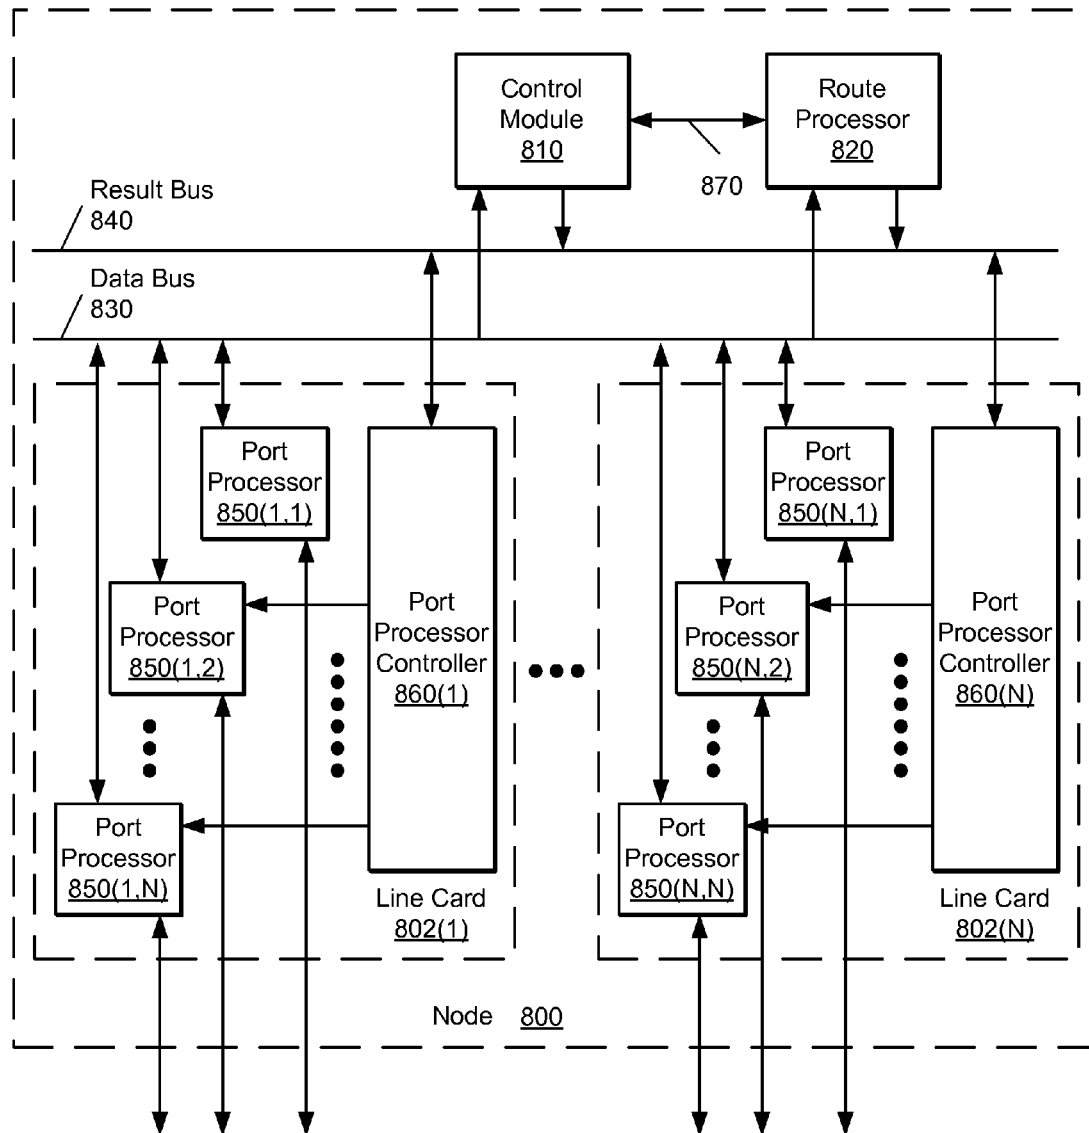 Control
Module
810
Route
Processor
820
870
Result Bus
840
Data Bus
830
Port
Processor
850(1,1)
Port
Processor
850(1,2)
Port
Processor
850(1,N)
Port
Processor
Controller
860(1)
Line Card
802(1)
Port
Processor
850(N,1)
Port
Processor
850(N,2)
Port
Processor
850(N,N)
Port
Processor
Controller
860(N)
Line Card
802(N)
Node 800